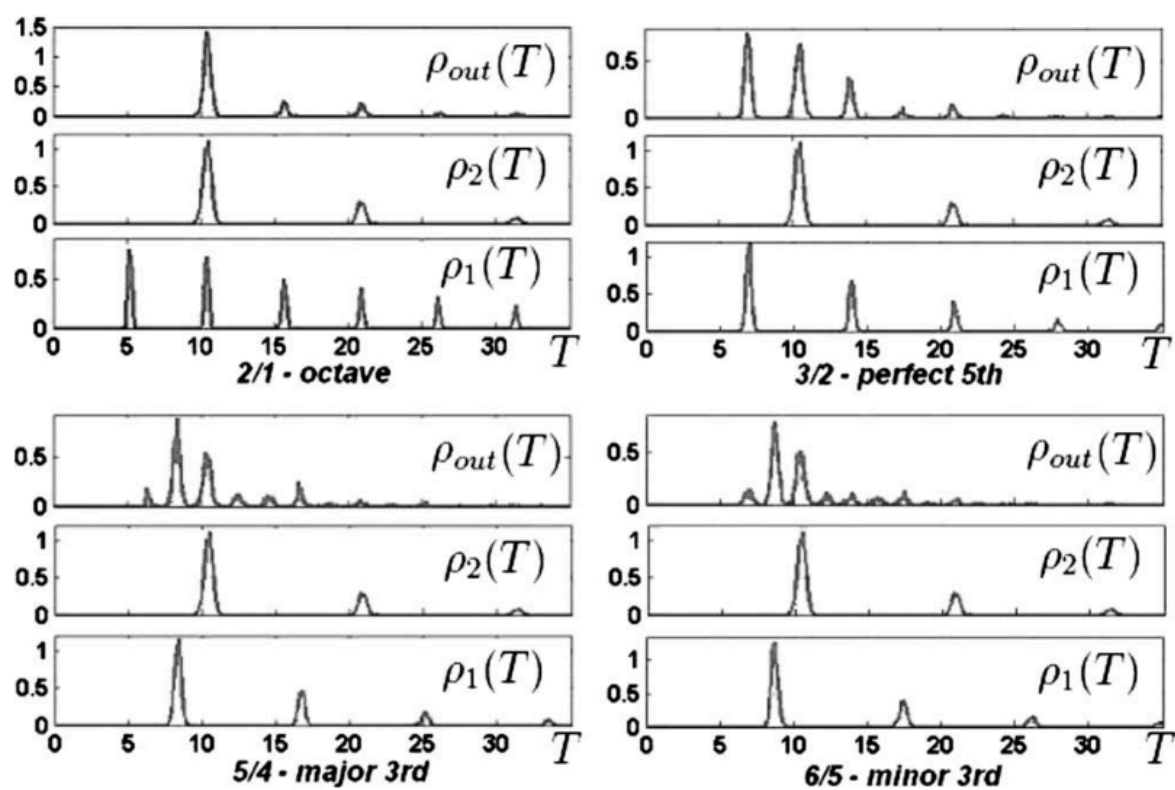 1.5
1
0.5
0
ρout(T)
1
0.5
0
ρ2(T)
0.5
0
ρ1(T)
0 5 10 15 20 25 30 T
2/1 - octave
0.5
0
ρout(T)
1
0.5
0
ρ2(T)
1
0.5
0
ρ1(T)
0 5 10 15 20 25 30 T
3/2 - perfect 5th
0.5
0
ρout(T)
1
0.5
0
ρ2(T)
1
0.5
0
ρ1(T)
0 5 10 15 20 25 30 T
5/4 - major 3rd
0.5
0
ρout(T)
1
0.5
0
ρ2(T)
1
0.5
0
ρ1(T)
0 5 10 15 20 25 30 T
6/5 - minor 3rd